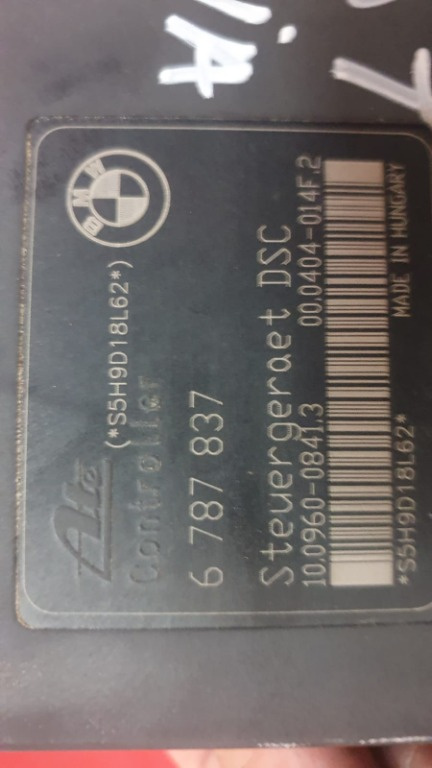 BMW
(*S5H9D18L62*)
Ate
Controller
6 787 837
Steuergeraet DSC
10.0960-0841.3 00.0404-014F.2
*S5H9D18L62* MADE IN HUNGARY